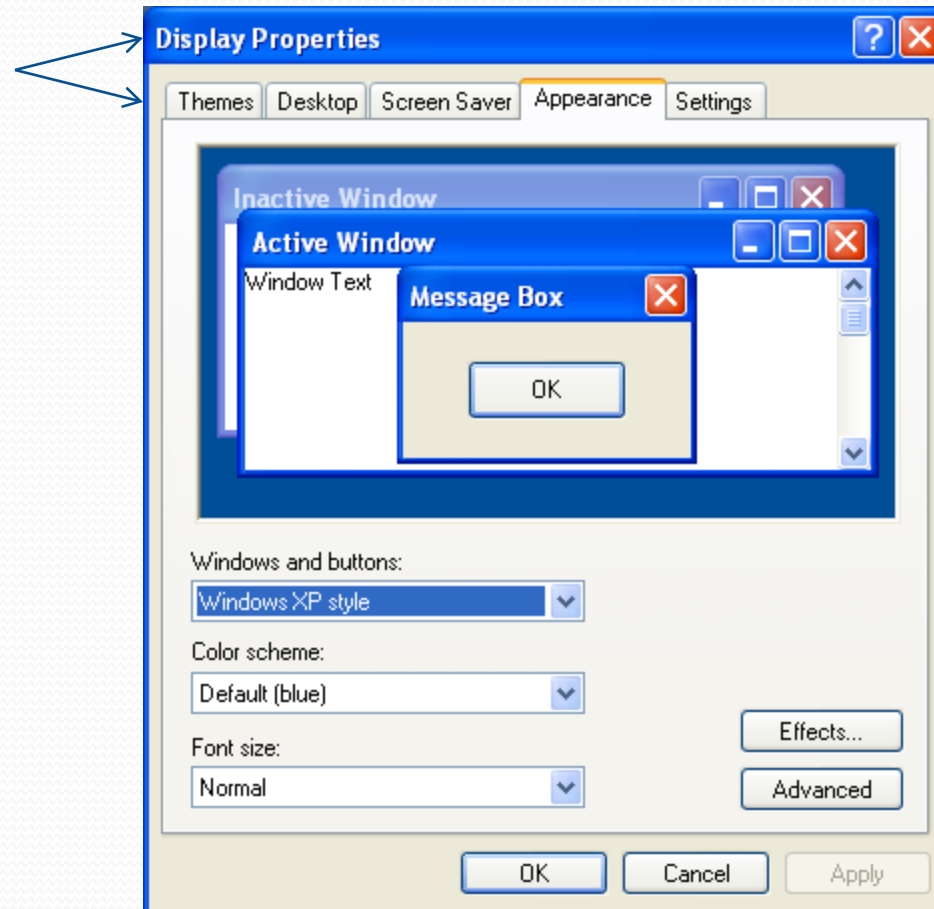 Display Properties
Themes Desktop Screen Saver Appearance Settings
Inactive Window
Active Window
Window Text
Message Box
OK
Windows and buttons:
Windows XP style
Color scheme:
Default (blue)
Effects...
Font size:
Normal
Advanced
OK Cancel Apply